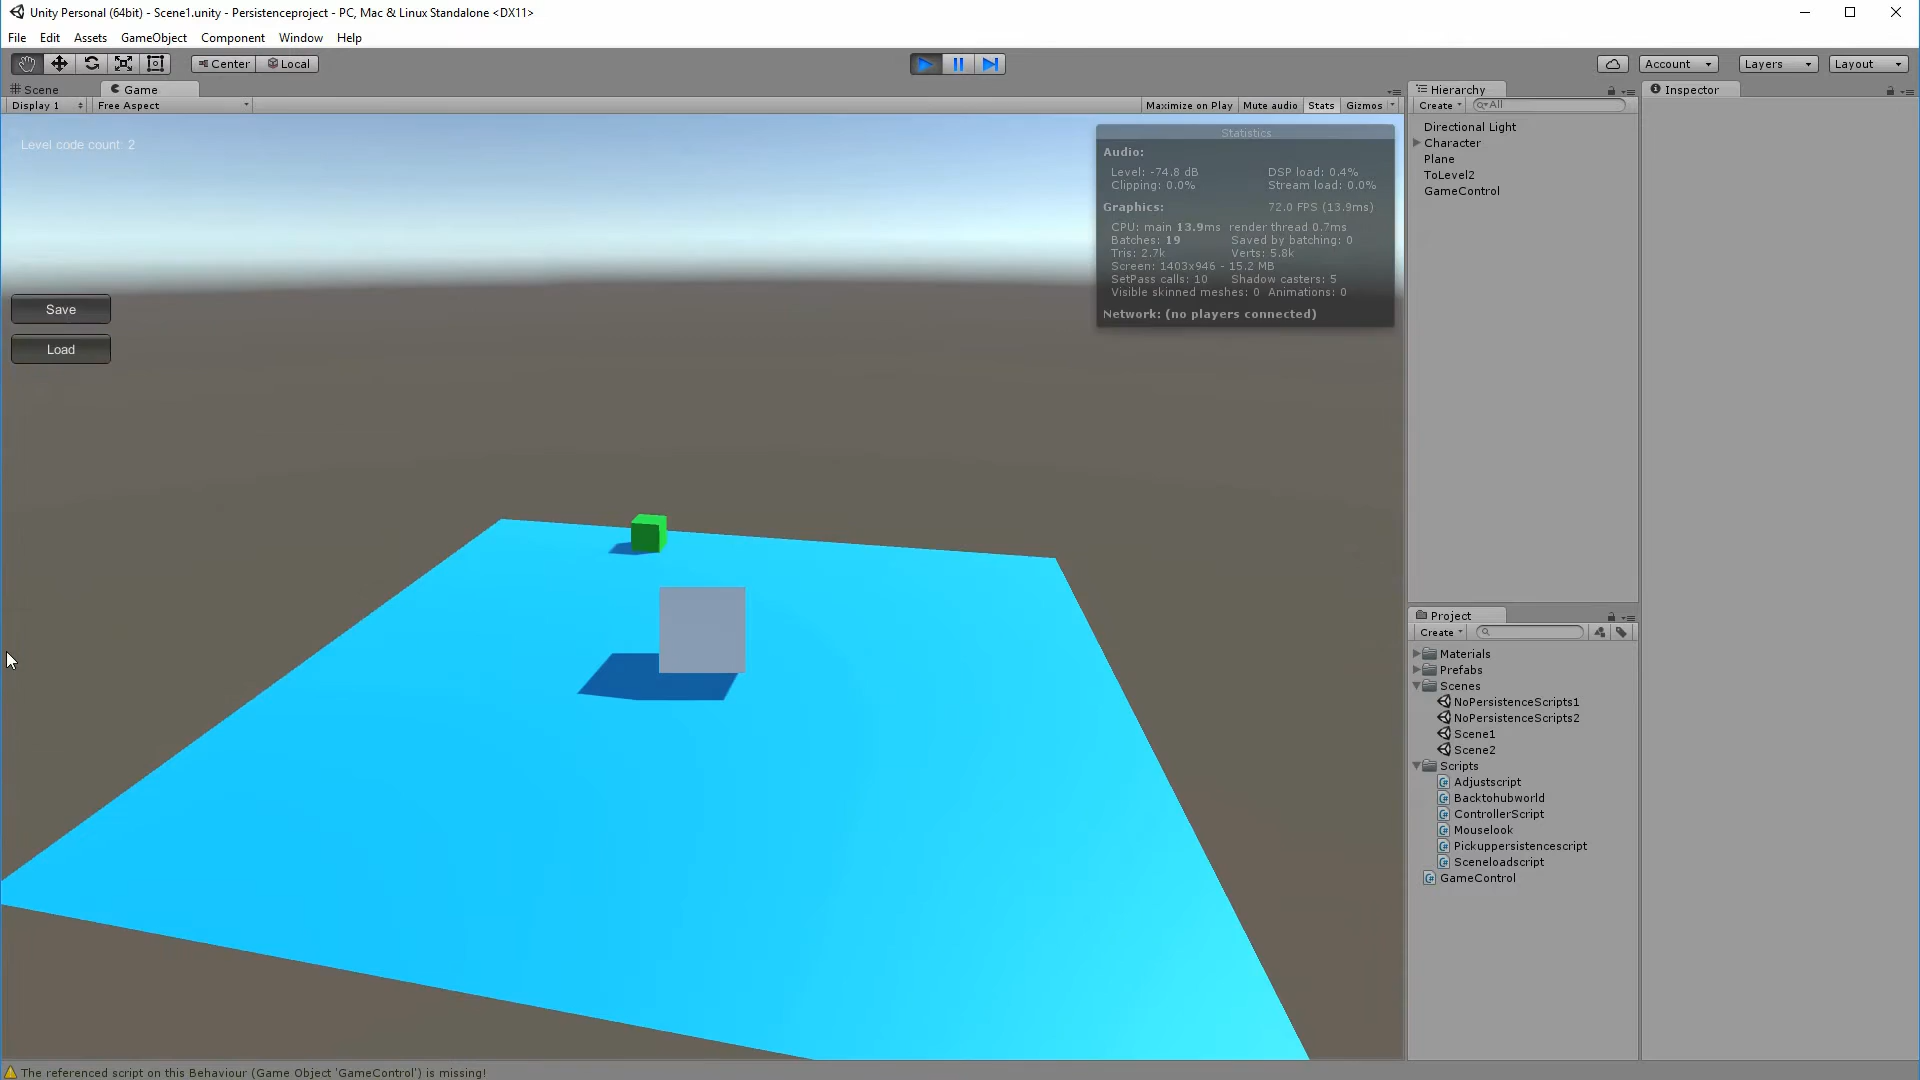 Unity Personal (64bit) - Scene1.unity - Persistenceproject - PC, Mac & Linux Standalone <DX11>
File Edit Assets GameObject Component Window Help
Center Local Account Layers Layout
Scene Game Hierarchy Inspector
Display 1 Free Aspect Maximize on Play Mute audio Stats Gizmos Create All
Level code count: 2
Statistics
Audio:
Level: -74.8 dB DSP load: 0.4%
Clipping: 0.0% Stream load: 0.0%
Graphics: 72.0 FPS (13.9ms)
CPU: main 13.9ms render thread 0.7ms
Batches: 19 Saved by batching: 0
Tris: 2.7k Verts: 5.8k
Screen: 1403x946 - 15.2 MB
SetPass calls: 10 Shadow casters: 5
Visible skinned meshes: 0 Animations: 0
Network: (no players connected)
Save
Load
Directional Light
Character
Plane
ToLevel2
GameControl
Project
Create
Materials
Prefabs
Scenes
NoPersistenceScripts1
NoPersistenceScripts2
Scene1
Scene2
Scripts
Adjustscript
Backtohubworld
ControllerScript
Mouselook
Pickuppersistencescript
Sceneloadscript
GameControl
The referenced script on this Behaviour (Game Object 'GameControl') is missing!